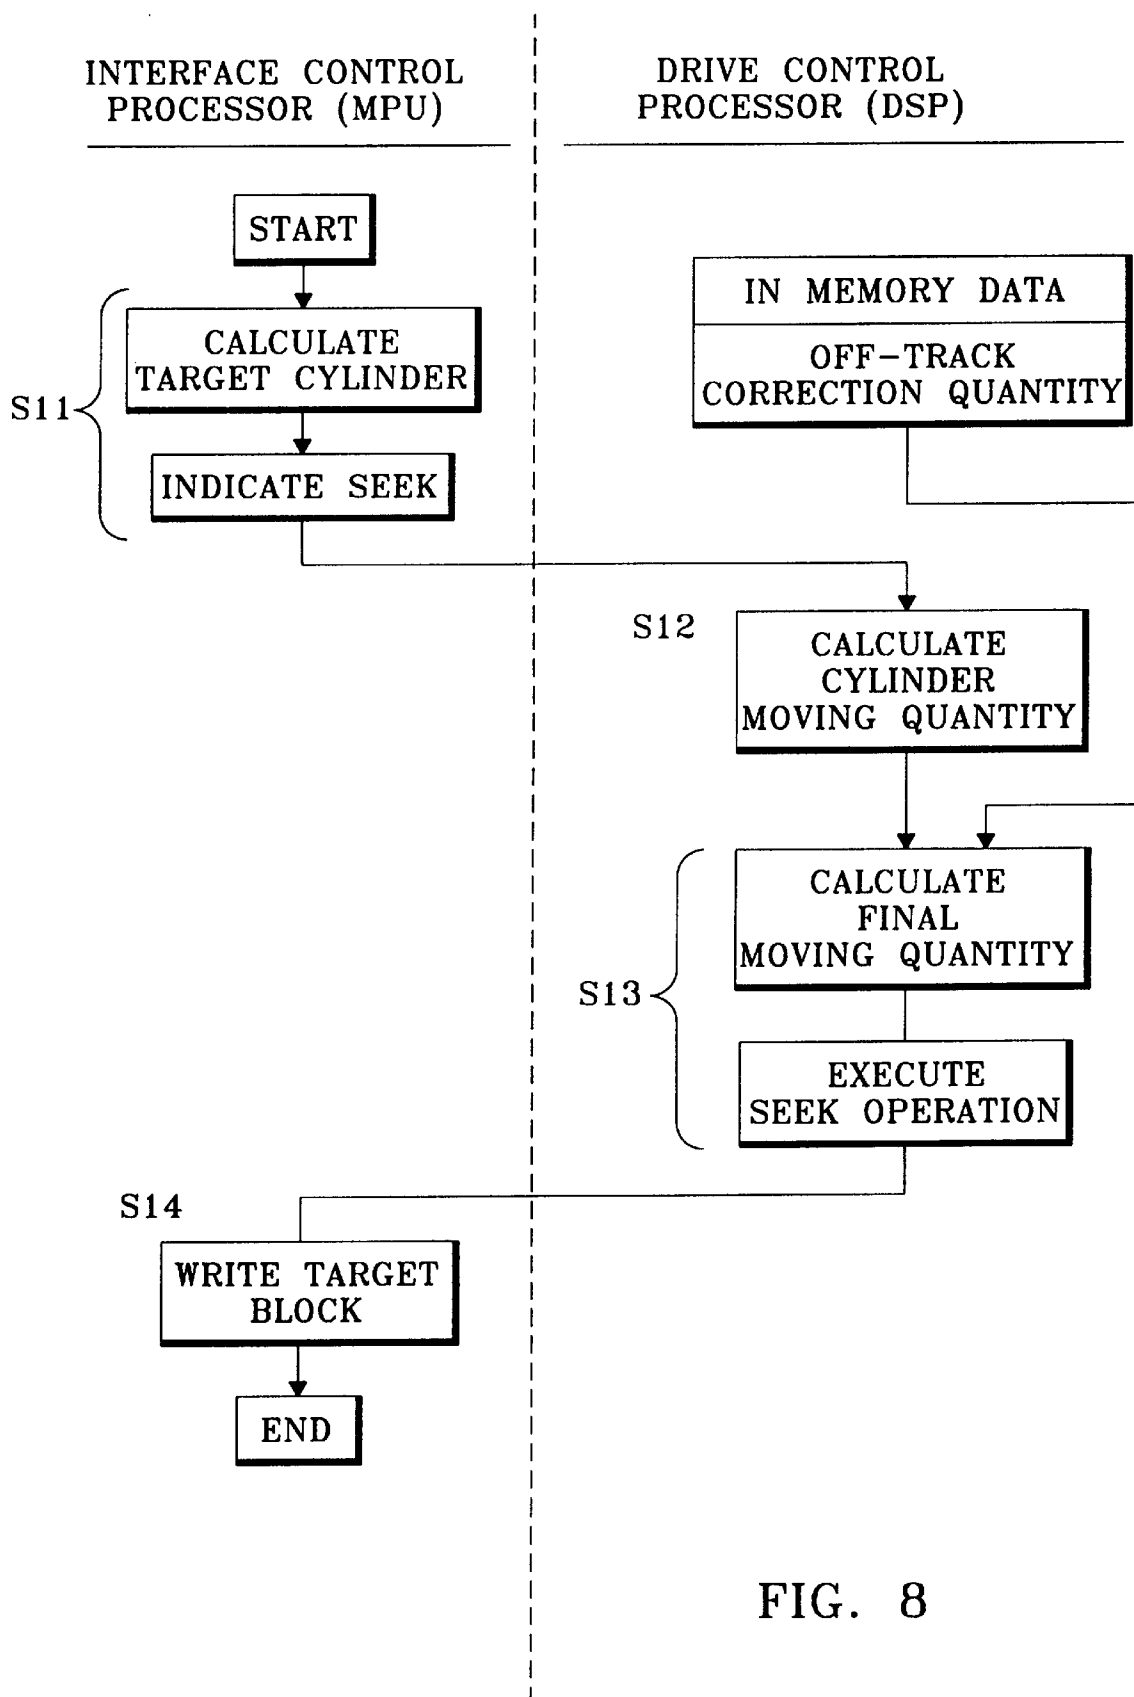 INTERFACE CONTROL
PROCESSOR (MPU)
DRIVE CONTROL
PROCESSOR (DSP)
START
IN MEMORY DATA
OFF-TRACK
CORRECTION QUANTITY
S11
CALCULATE
TARGET CYLINDER
INDICATE SEEK
S12
CALCULATE
CYLINDER
MOVING QUANTITY
S13
CALCULATE
FINAL
MOVING QUANTITY
EXECUTE
SEEK OPERATION
S14
WRITE TARGET
BLOCK
END
FIG. 8